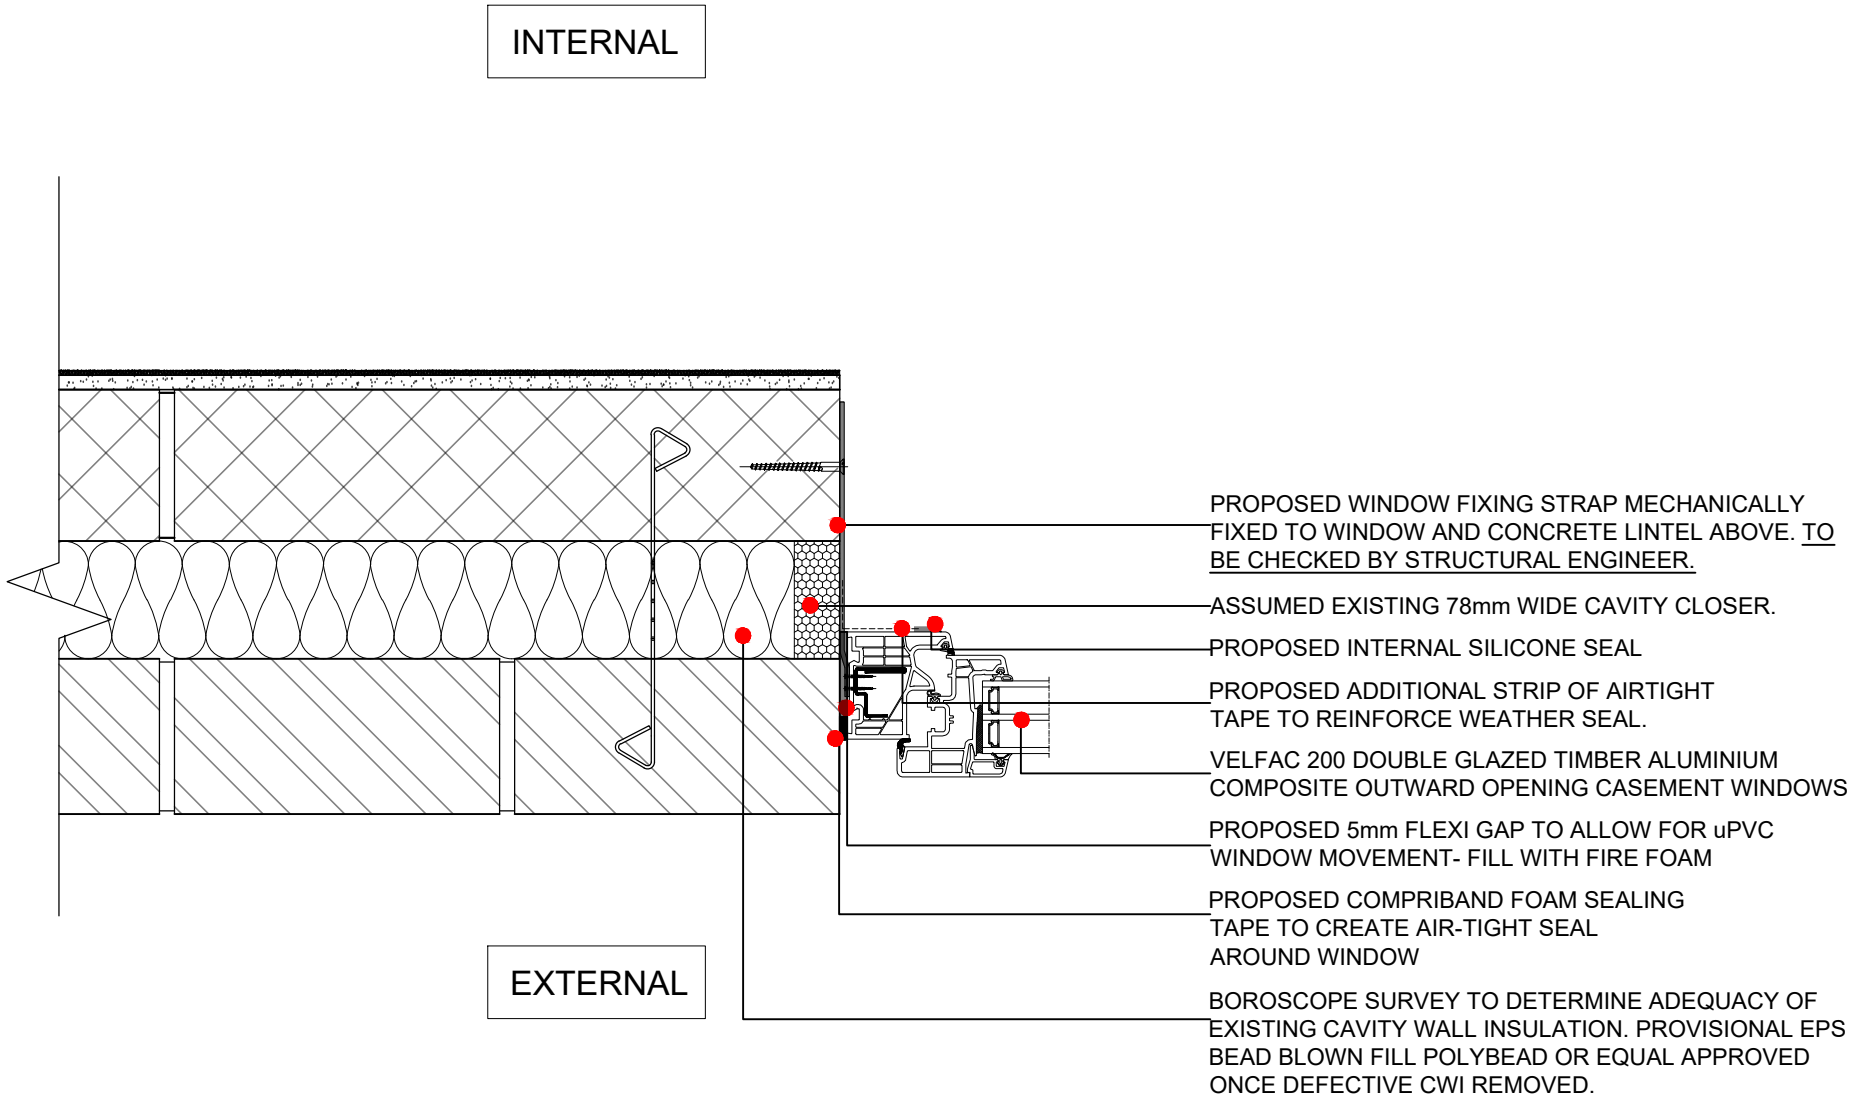 INTERNAL
PROPOSED WINDOW FIXING STRAP MECHANICALLY
FIXED TO WINDOW AND CONCRETE LINTEL ABOVE. TO
BE CHECKED BY STRUCTURAL ENGINEER.
ASSUMED EXISTING 78mm WIDE CAVITY CLOSER.
PROPOSED INTERNAL SILICONE SEAL
PROPOSED ADDITIONAL STRIP OF AIRTIGHT
TAPE TO REINFORCE WEATHER SEAL.
VELFAC 200 DOUBLE GLAZED TIMBER ALUMINIUM
COMPOSITE OUTWARD OPENING CASEMENT WINDOWS
PROPOSED 5mm FLEXI GAP TO ALLOW FOR uPVC
WINDOW MOVEMENT- FILL WITH FIRE FOAM
PROPOSED COMPRIBAND FOAM SEALING
TAPE TO CREATE AIR-TIGHT SEAL
AROUND WINDOW
EXTERNAL
BOROSCOPE SURVEY TO DETERMINE ADEQUACY OF
EXISTING CAVITY WALL INSULATION. PROVISIONAL EPS
BEAD BLOWN FILL POLYBEAD OR EQUAL APPROVED
ONCE DEFECTIVE CWI REMOVED.